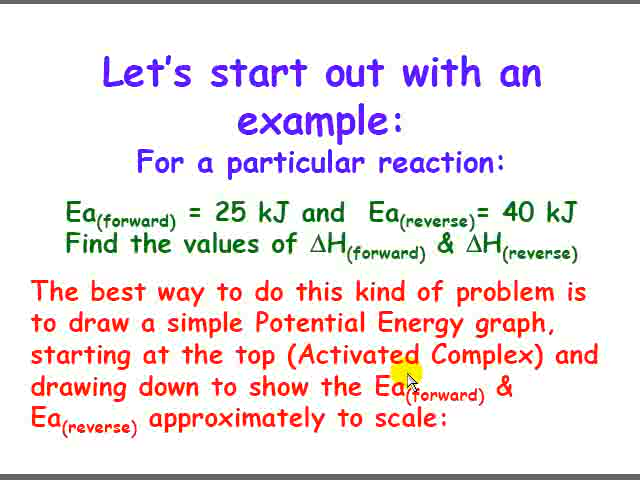 Let's start out with an
example:
For a particular reaction:
Ea(forward) = 25 kJ and Ea(reverse)= 40 kJ
Find the values of ΔH(forward) & ΔH(reverse)
The best way to do this kind of problem is
to draw a simple Potential Energy graph,
starting at the top (Activated Complex) and
drawing down to show the Ea(forward) &
Ea(reverse) approximately to scale: